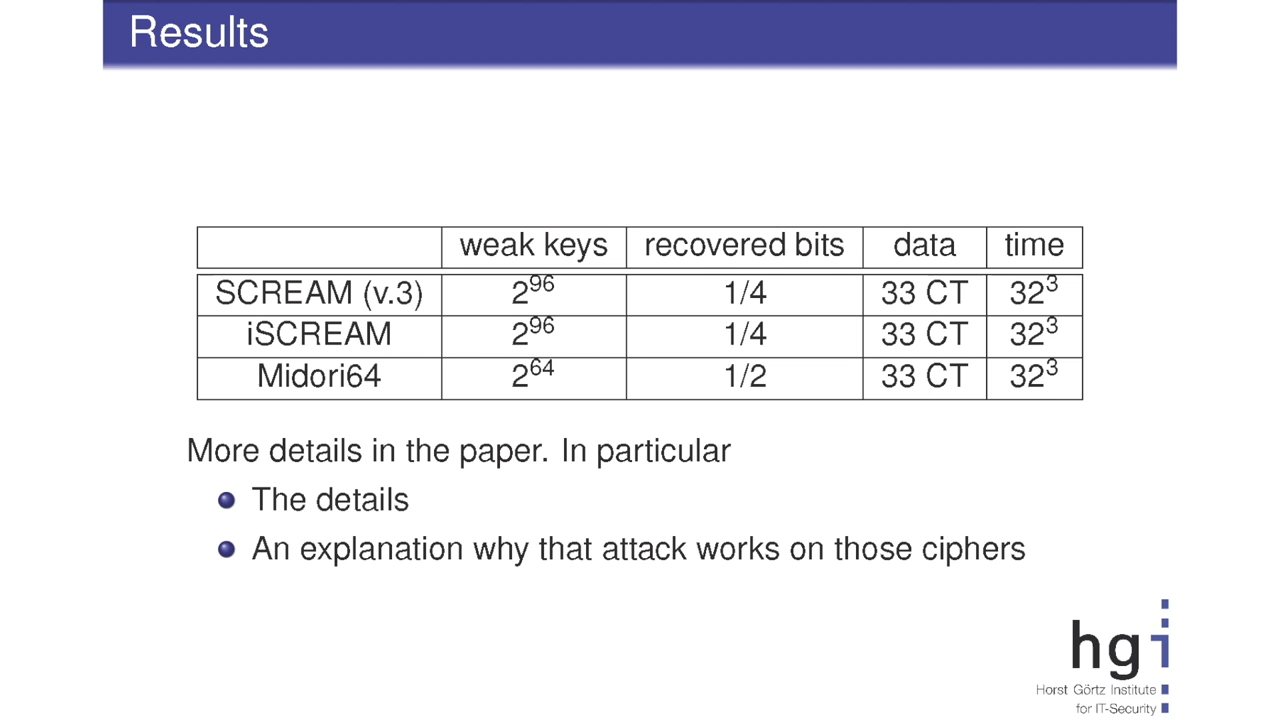 Results
weak keys recovered bits data time
SCREAM (v.3) 2^96 1/4 33 CT 32^3
iSCREAM 2^96 1/4 33 CT 32^3
Midori64 2^64 1/2 33 CT 32^3
More details in the paper. In particular
The details
An explanation why that attack works on those ciphers
hgi
Horst Görtz Institute
for IT-Security